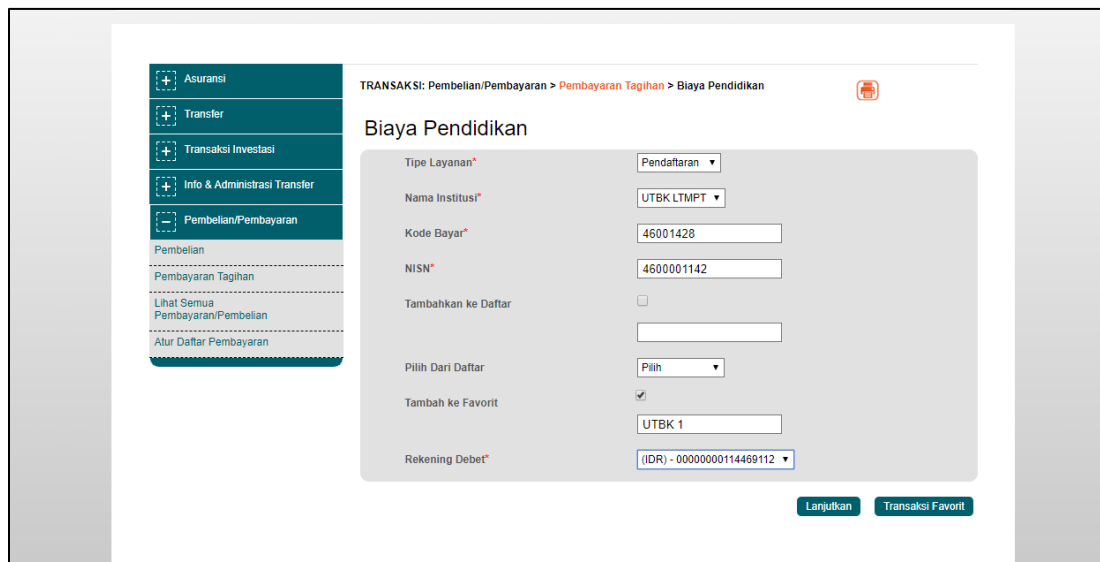 Asuransi
Transfer
Transaksi Investasi
Info & Administrasi Transfer
Pembelian/Pembayaran
Pembelian
Pembayaran Tagihan
Lihat Semua
Pembayaran/Pembelian
Atur Daftar Pembayaran
TRANSAKSI: Pembelian/Pembayaran > Pembayaran Tagihan > Biaya Pendidikan
Biaya Pendidikan
Tipe Layanan* Pendaftaran
Nama Institusi* UTBK LTMPT
Kode Bayar* 46001428
NISN* 4600001142
Tambahkan ke Daftar
Pilih Dari Daftar Pilih
Tambah ke Favorit
UTBK 1
Rekening Debet* (IDR) - 00000000114469112
Lanjutkan Transaksi Favorit